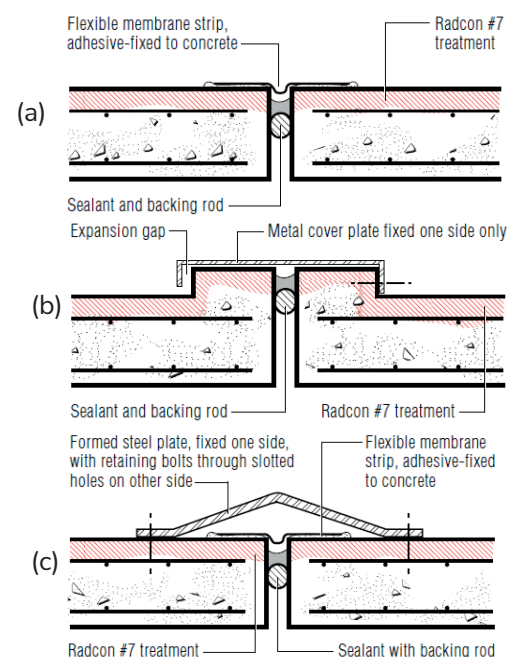 Flexible membrane strip,
adhesive-fixed to concrete
Radcon #7
treatment
(a)
Sealant and backing rod
Expansion gap
Metal cover plate fixed one side only
(b)
Sealant and backing rod
Radcon #7 treatment
Formed steel plate, fixed one side,
with retaining bolts through slotted
holes on other side
Flexible membrane
strip, adhesive-fixed
to concrete
(c)
Radcon #7 treatment
Sealant with backing rod